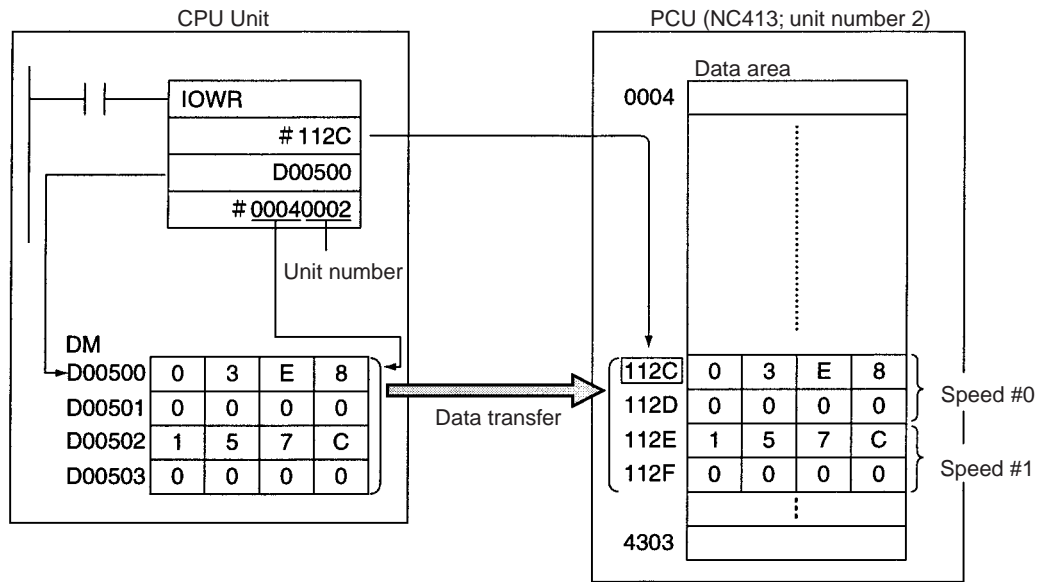 CPU Unit
IOWR
#112C
D00500
#00040002
Unit number
DM
D00500 0 3 E 8
D00501 0 0 0 0
D00502 1 5 7 C
D00503 0 0 0 0
Data transfer
PCU (NC413; unit number 2)
Data area
0004
112C 0 3 E 8
112D 0 0 0 0
Speed #0
112E 1 5 7 C
112F 0 0 0 0
Speed #1
4303